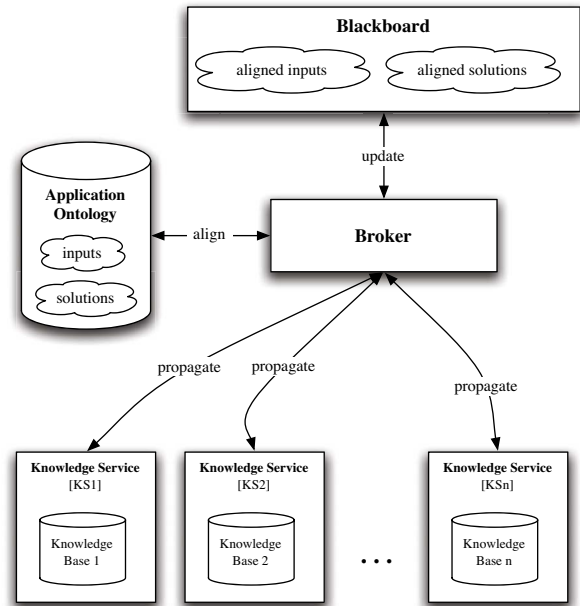 Blackboard
aligned inputs
aligned solutions
update
Application
Ontology
inputs
solutions
align
Broker
propagate
propagate
propagate
Knowledge Service
[KS1]
Knowledge
Base 1
Knowledge Service
[KS2]
Knowledge
Base 2
...
Knowledge Service
[KSn]
Knowledge
Base n